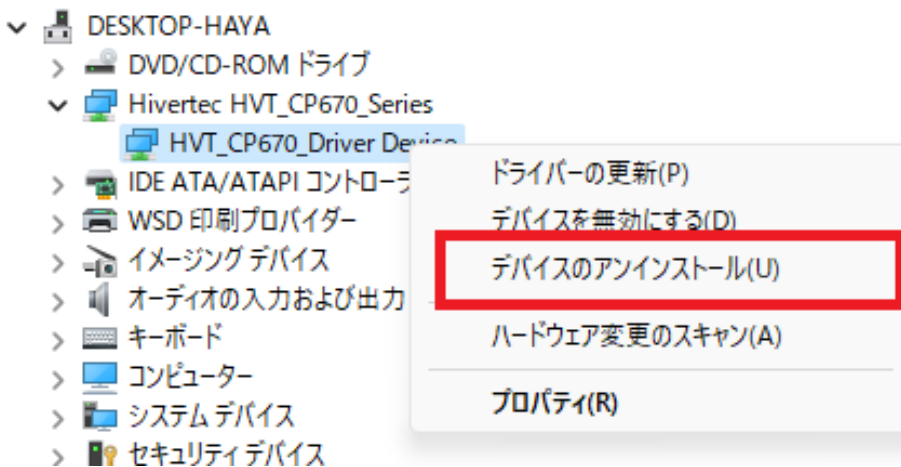 DESKTOP-HAYA
DVD/CD-ROM ドライブ
Hivertec HVT_CP670_Series
HVT_CP670_Driver Device
IDE ATA/ATAPI コントローラ
WSD 印刷プロバイダー
イメージング デバイス
オーディオの入力および出力
キーボード
コンピューター
システム デバイス
セキュリティ デバイス
ドライバーの更新(P)
デバイスを無効にする(D)
デバイスのアンインストール(U)
ハードウェア変更のスキャン(A)
プロパティ(R)